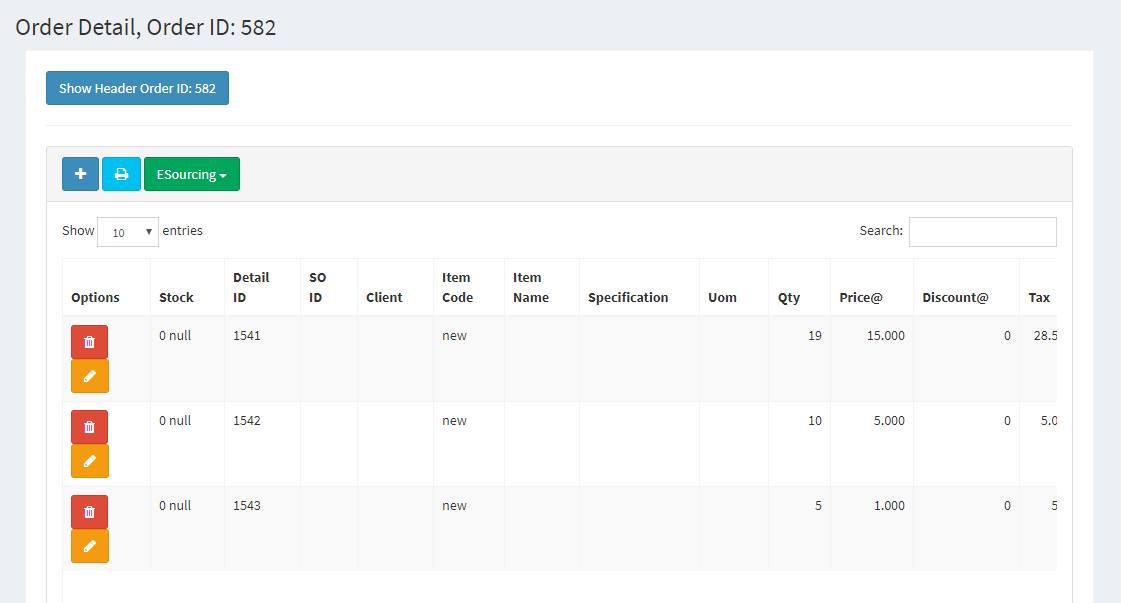 Order Detail, Order ID: 582
Show Header Order ID: 582
ESourcing
Show 10 entries Search:
Options Stock Detail ID SO ID Client Item Code Item Name Specification Uom Qty Price@ Discount@ Tax
0 null 1541 new 19 15.000 0 28.5
0 null 1542 new 10 5.000 0 5.0
0 null 1543 new 5 1.000 0 5